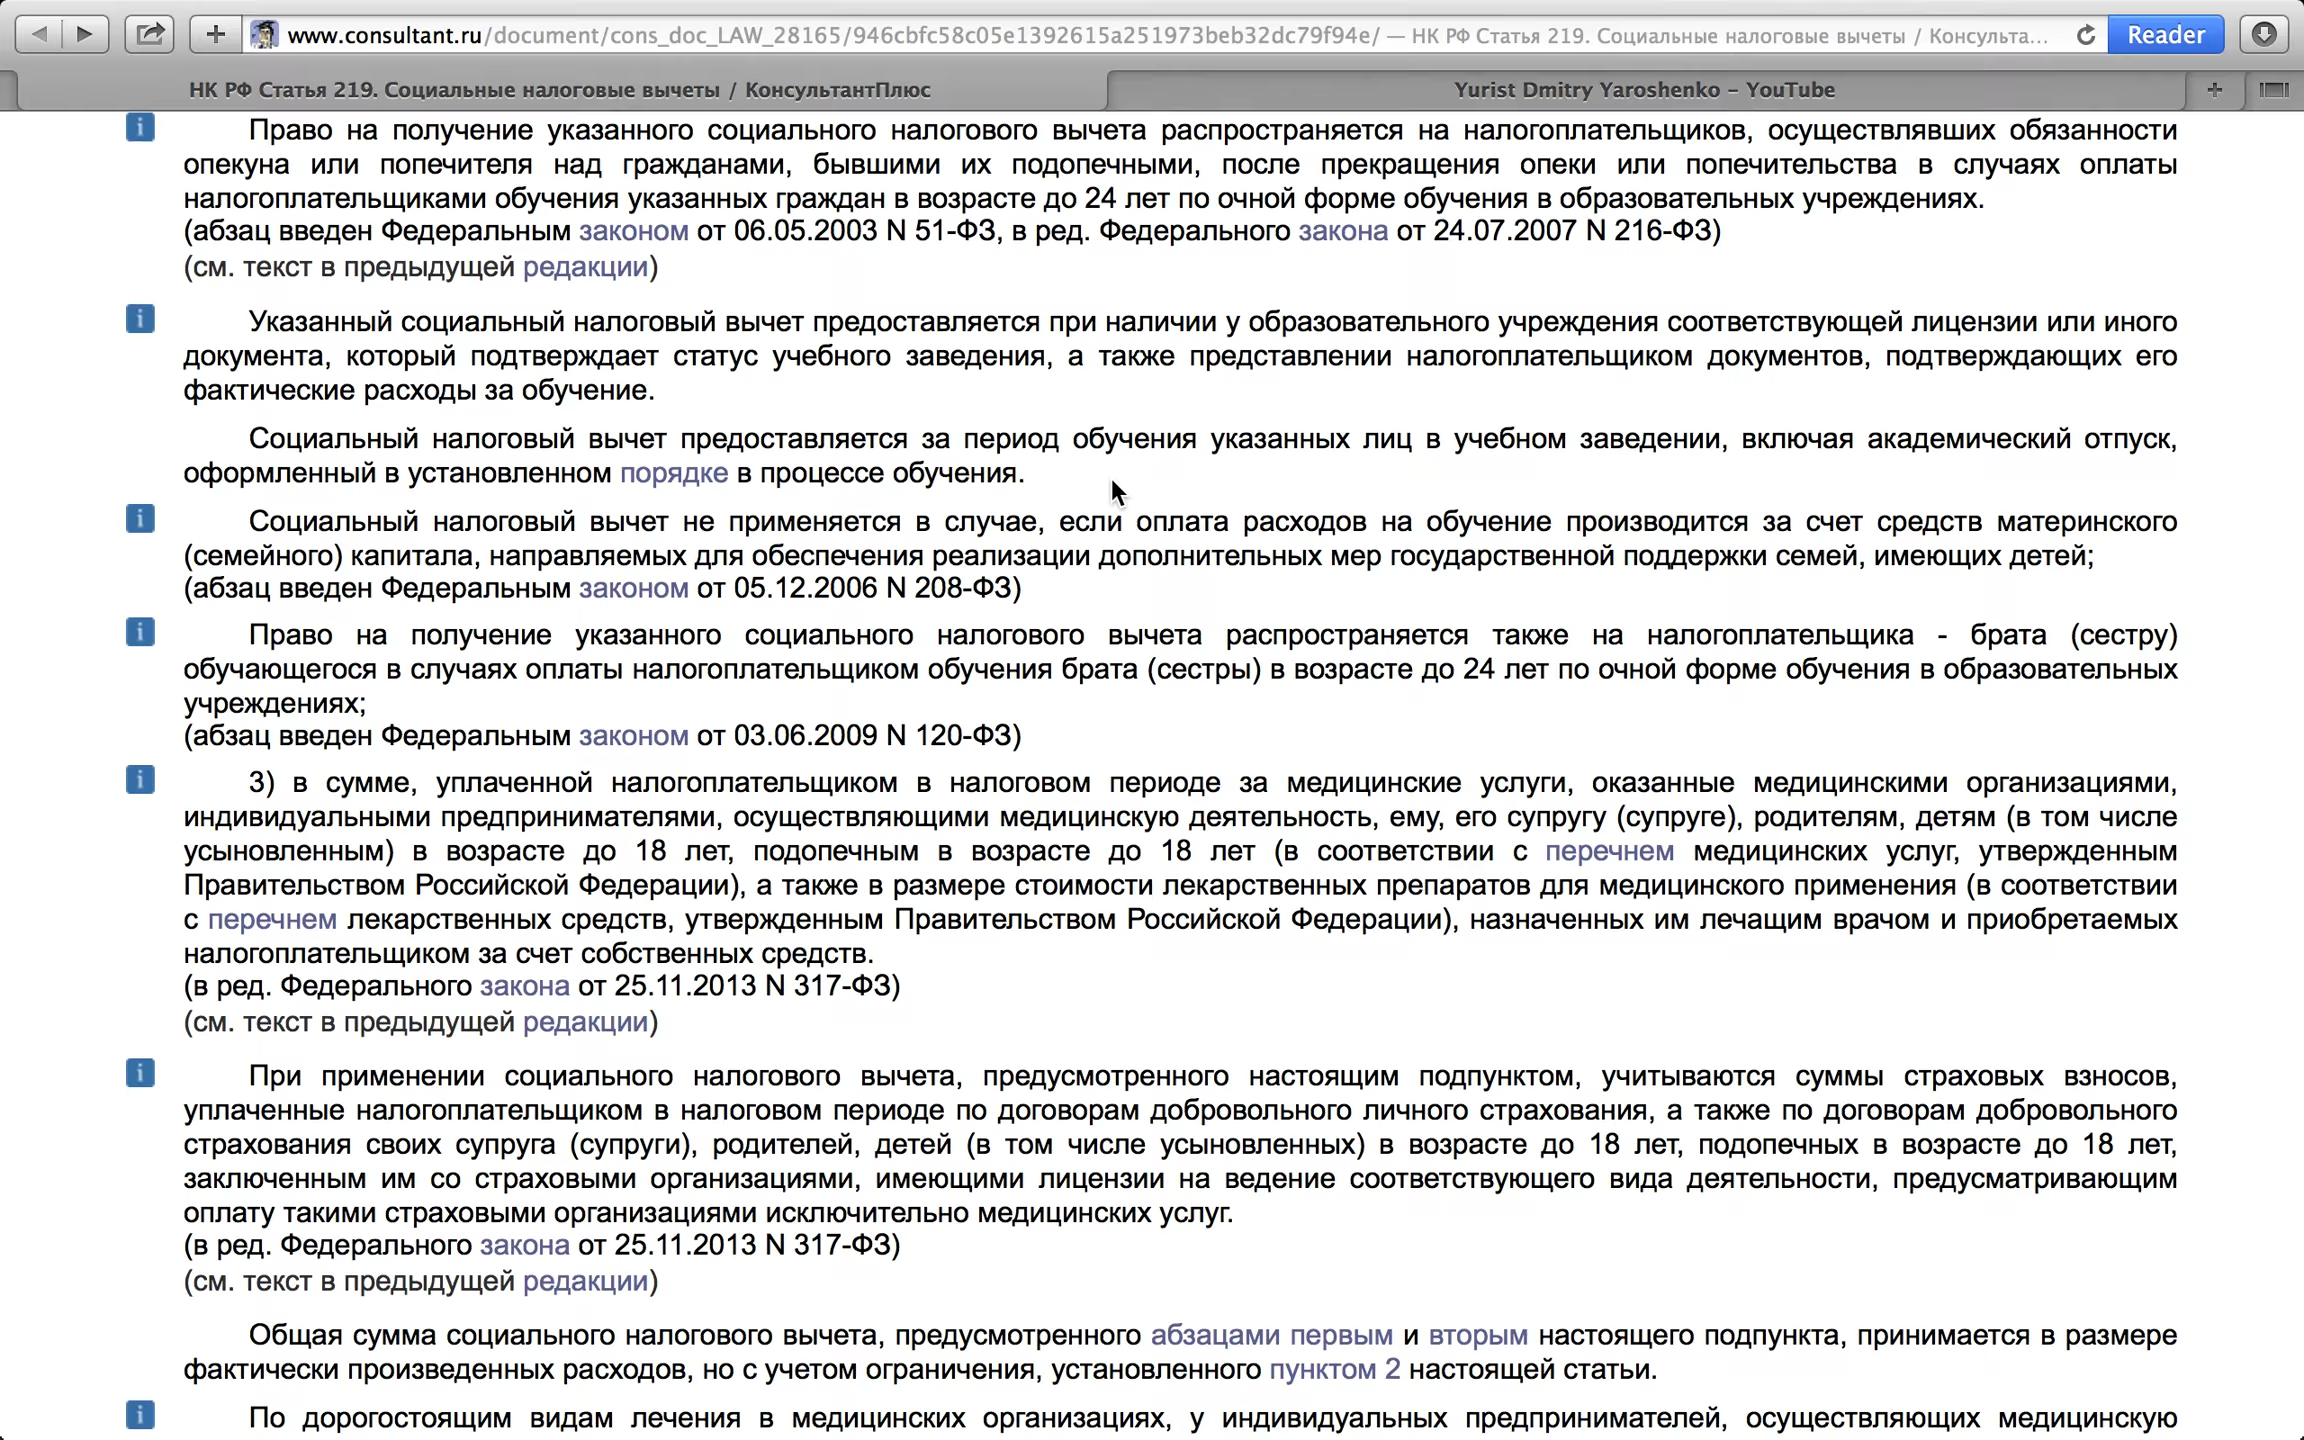 www.consultant.ru/document/cons_doc_LAW_28165/946cbfc58c05e1392615a251973beb32dc79f94e/ — НК РФ Статья 219. Социальные налоговые вычеты / Консульта...
Reader
НК РФ Статья 219. Социальные налоговые вычеты / КонсультантПлюс
Yurist Dmitry Yaroshenko – YouTube
Право на получение указанного социального налогового вычета распространяется на налогоплательщиков, осуществлявших обязанности
опекуна или попечителя над гражданами, бывшими их подопечными, после прекращения опеки или попечительства в случаях оплаты
налогоплательщиками обучения указанных граждан в возрасте до 24 лет по очной форме обучения в образовательных учреждениях.
(абзац введен Федеральным законом от 06.05.2003 N 51-ФЗ, в ред. Федерального закона от 24.07.2007 N 216-ФЗ)
(см. текст в предыдущей редакции)
Указанный социальный налоговый вычет предоставляется при наличии у образовательного учреждения соответствующей лицензии или иного
документа, который подтверждает статус учебного заведения, а также представлении налогоплательщиком документов, подтверждающих его
фактические расходы за обучение.
Социальный налоговый вычет предоставляется за период обучения указанных лиц в учебном заведении, включая академический отпуск,
оформленный в установленном порядке в процессе обучения.
Социальный налоговый вычет не применяется в случае, если оплата расходов на обучение производится за счет средств материнского
(семейного) капитала, направляемых для обеспечения реализации дополнительных мер государственной поддержки семей, имеющих детей;
(абзац введен Федеральным законом от 05.12.2006 N 208-ФЗ)
Право на получение указанного социального налогового вычета распространяется также на налогоплательщика - брата (сестру)
обучающегося в случаях оплаты налогоплательщиком обучения брата (сестры) в возрасте до 24 лет по очной форме обучения в образовательных
учреждениях;
(абзац введен Федеральным законом от 03.06.2009 N 120-ФЗ)
3) в сумме, уплаченной налогоплательщиком в налоговом периоде за медицинские услуги, оказанные медицинскими организациями,
индивидуальными предпринимателями, осуществляющими медицинскую деятельность, ему, его супругу (супруге), родителям, детям (в том числе
усыновленным) в возрасте до 18 лет, подопечным в возрасте до 18 лет (в соответствии с перечнем медицинских услуг, утвержденным
Правительством Российской Федерации), а также в размере стоимости лекарственных препаратов для медицинского применения (в соответствии
с перечнем лекарственных средств, утвержденным Правительством Российской Федерации), назначенных им лечащим врачом и приобретаемых
налогоплательщиком за счет собственных средств.
(в ред. Федерального закона от 25.11.2013 N 317-ФЗ)
(см. текст в предыдущей редакции)
При применении социального налогового вычета, предусмотренного настоящим подпунктом, учитываются суммы страховых взносов,
уплаченные налогоплательщиком в налоговом периоде по договорам добровольного личного страхования, а также по договорам добровольного
страхования своих супруга (супруги), родителей, детей (в том числе усыновленных) в возрасте до 18 лет, подопечных в возрасте до 18 лет,
заключенным им со страховыми организациями, имеющими лицензии на ведение соответствующего вида деятельности, предусматривающим
оплату такими страховыми организациями исключительно медицинских услуг.
(в ред. Федерального закона от 25.11.2013 N 317-ФЗ)
(см. текст в предыдущей редакции)
Общая сумма социального налогового вычета, предусмотренного абзацами первым и вторым настоящего подпункта, принимается в размере
фактически произведенных расходов, но с учетом ограничения, установленного пунктом 2 настоящей статьи.
По дорогостоящим видам лечения в медицинских организациях, у индивидуальных предпринимателей, осуществляющих медицинскую